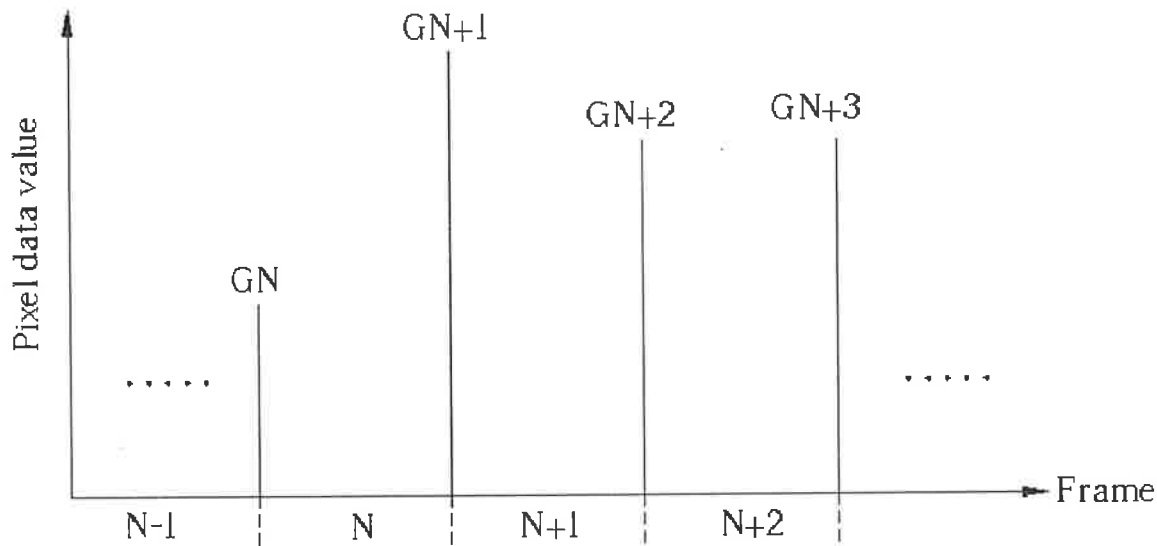 GN+1
GN+2
GN+3
GN
Pixel data value
.....
.....
Frame
N-1
N
N+1
N+2